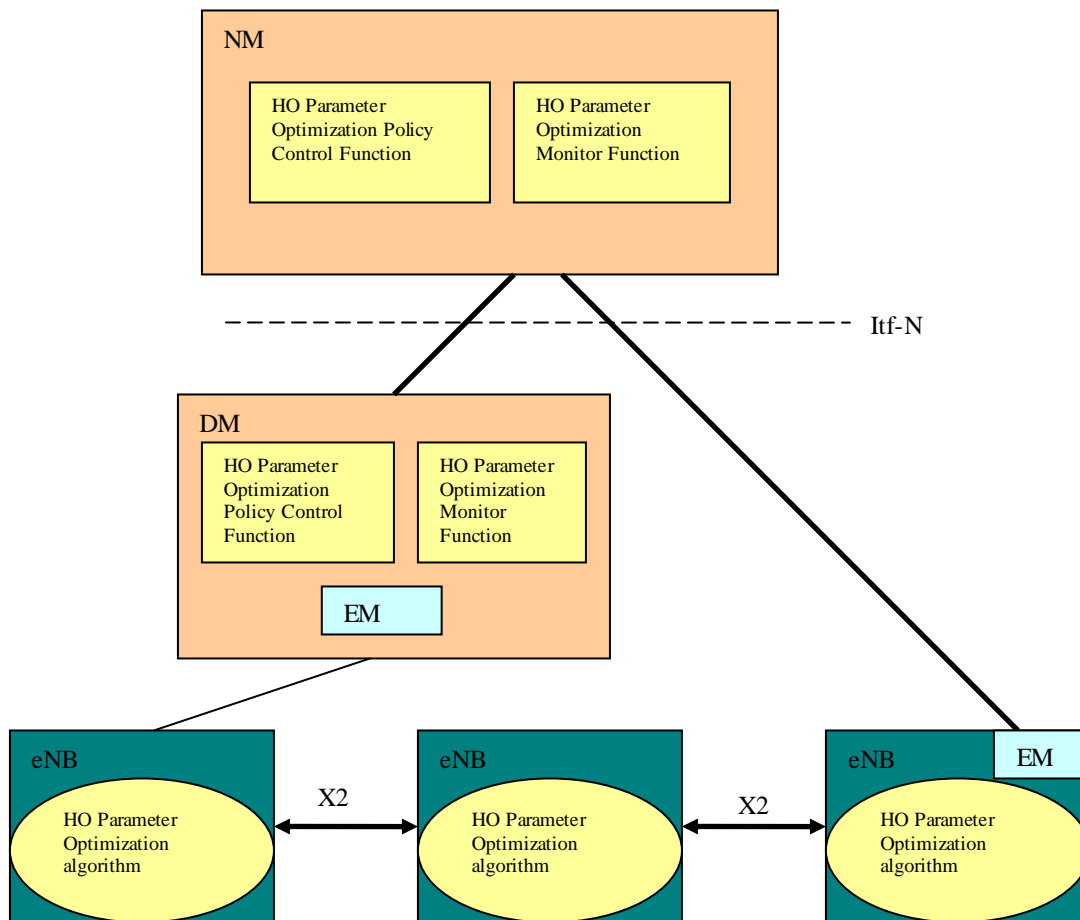 NM
HO Parameter
Optimization Policy
Control Function
HO Parameter
Optimization
Monitor Function
Itf-N
DM
HO Parameter
Optimization
Policy Control
Function
HO Parameter
Optimization
Monitor
Function
EM
eNB
HO Parameter
Optimization
algorithm
X2
eNB
HO Parameter
Optimization
algorithm
X2
eNB
EM
HO Parameter
Optimization
algorithm